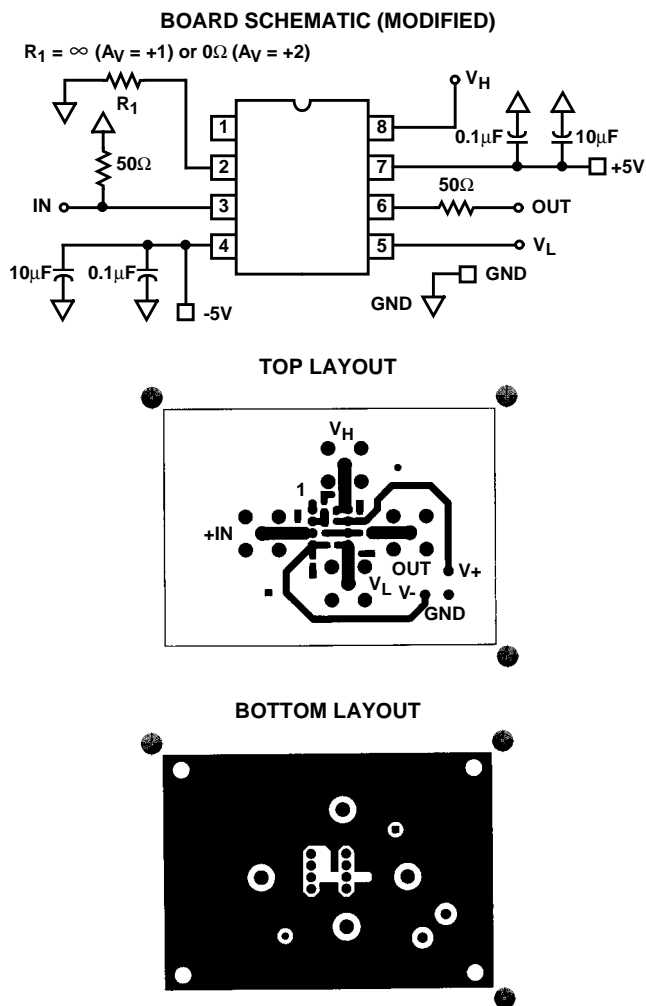 BOARD SCHEMATIC (MODIFIED)
R1 = ∞ (AV = +1) or 0Ω (AV = +2)
R1
50Ω
IN
10μF
0.1μF
-5V
1
2
3
4
8
7
6
5
VH
0.1μF
10μF
+5V
50Ω
OUT
VL
GND
GND
TOP LAYOUT
VH
1
+IN
OUT
V+
VL
V-
GND
BOTTOM LAYOUT